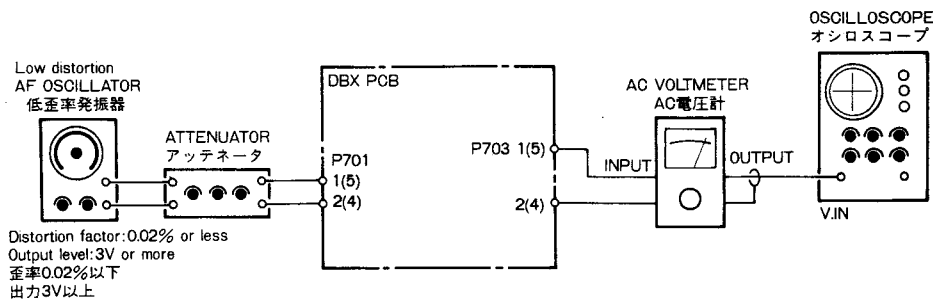 OSCILLOSCOPE
オシロスコープ
Low distortion
AF OSCILLATOR
低歪率発振器
ATTENUATOR
アッテネータ
DBX PCB
P701
1(5)
2(4)
P703 1(5)
2(4)
AC VOLTMETER
AC電圧計
INPUT
OUTPUT
V.IN
Distortion factor:0.02% or less
Output level:3V or more
歪率0.02%以下
出力3V以上